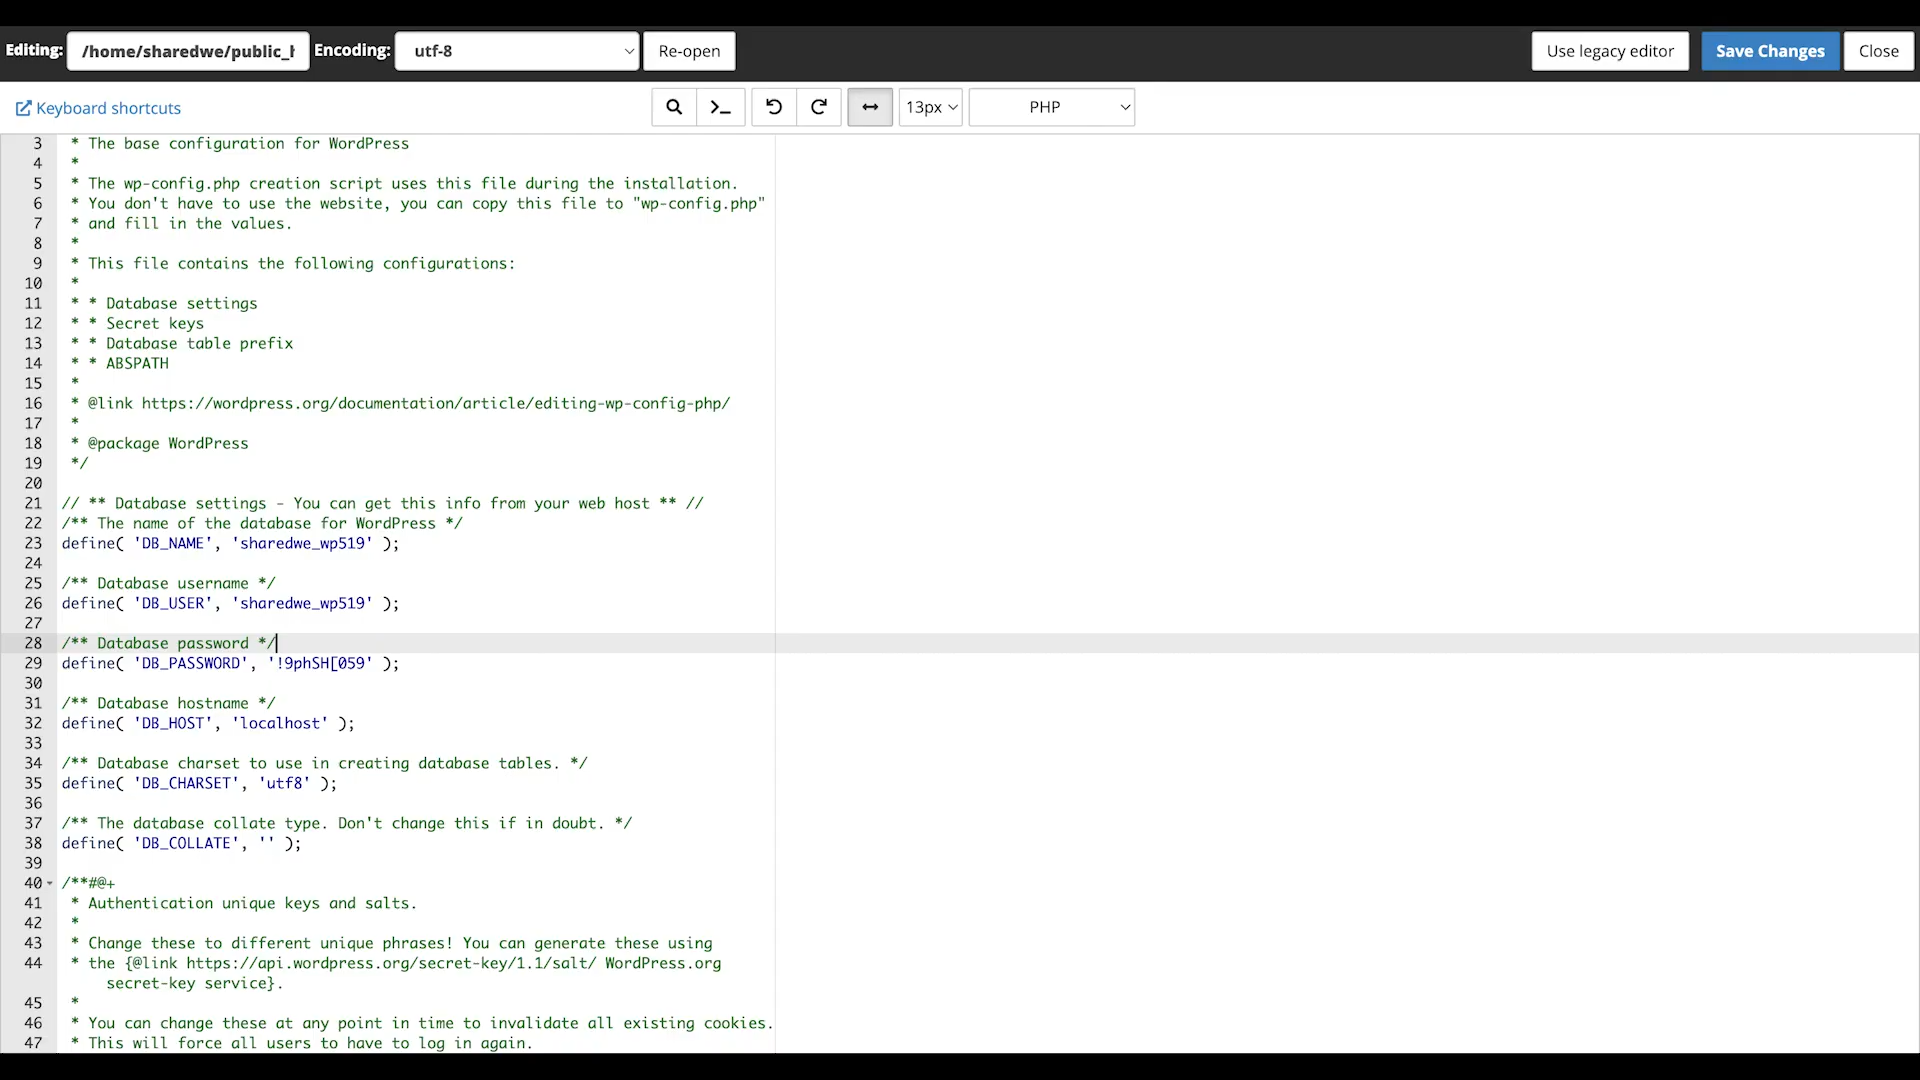 Editing: /home/sharedwe/public_h Encoding: utf-8 Re-open Use legacy editor Save Changes Close
Keyboard shortcuts 13px PHP
3 * The base configuration for WordPress
4 *
5 * The wp-config.php creation script uses this file during the installation.
6 * You don't have to use the website, you can copy this file to "wp-config.php"
7 * and fill in the values.
8 *
9 * This file contains the following configurations:
10 *
11 * * Database settings
12 * * Secret keys
13 * * Database table prefix
14 * * ABSPATH
15 *
16 * @link https://wordpress.org/documentation/article/editing-wp-config-php/
17 *
18 * @package WordPress
19 */
20
21 // ** Database settings - You can get this info from your web host ** //
22 /** The name of the database for WordPress */
23 define( 'DB_NAME', 'sharedwe_wp519' );
24
25 /** Database username */
26 define( 'DB_USER', 'sharedwe_wp519' );
27
28 /** Database password */
29 define( 'DB_PASSWORD', '!9phSH[059' );
30
31 /** Database hostname */
32 define( 'DB_HOST', 'localhost' );
33
34 /** Database charset to use in creating database tables. */
35 define( 'DB_CHARSET', 'utf8' );
36
37 /** The database collate type. Don't change this if in doubt. */
38 define( 'DB_COLLATE', '' );
39
40 /**#@+
41 * Authentication unique keys and salts.
42 *
43 * Change these to different unique phrases! You can generate these using
44 * the {@link https://api.wordpress.org/secret-key/1.1/salt/ WordPress.org
secret-key service}.
45 *
46 * You can change these at any point in time to invalidate all existing cookies.
47 * This will force all users to have to log in again.